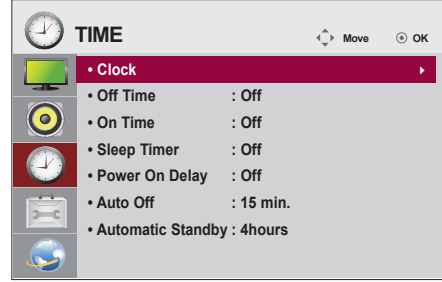 TIME
Move
OK
• Clock
• Off Time : Off
• On Time : Off
• Sleep Timer : Off
• Power On Delay : Off
• Auto Off : 15 min.
• Automatic Standby : 4hours